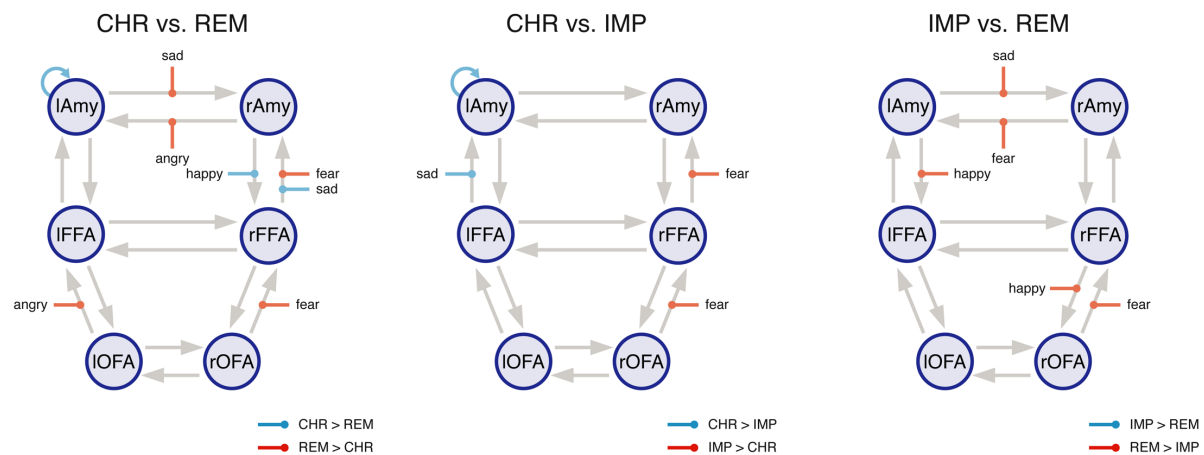 CHR vs. REM
sad
lAmy
rAmy
angry
happy
fear
sad
lFFA
rFFA
angry
fear
lOFA
rOFA
CHR > REM
REM > CHR
CHR vs. IMP
lAmy
rAmy
sad
fear
lFFA
rFFA
fear
lOFA
rOFA
CHR > IMP
IMP > CHR
IMP vs. REM
sad
lAmy
rAmy
fear
happy
lFFA
rFFA
happy
fear
lOFA
rOFA
IMP > REM
REM > IMP